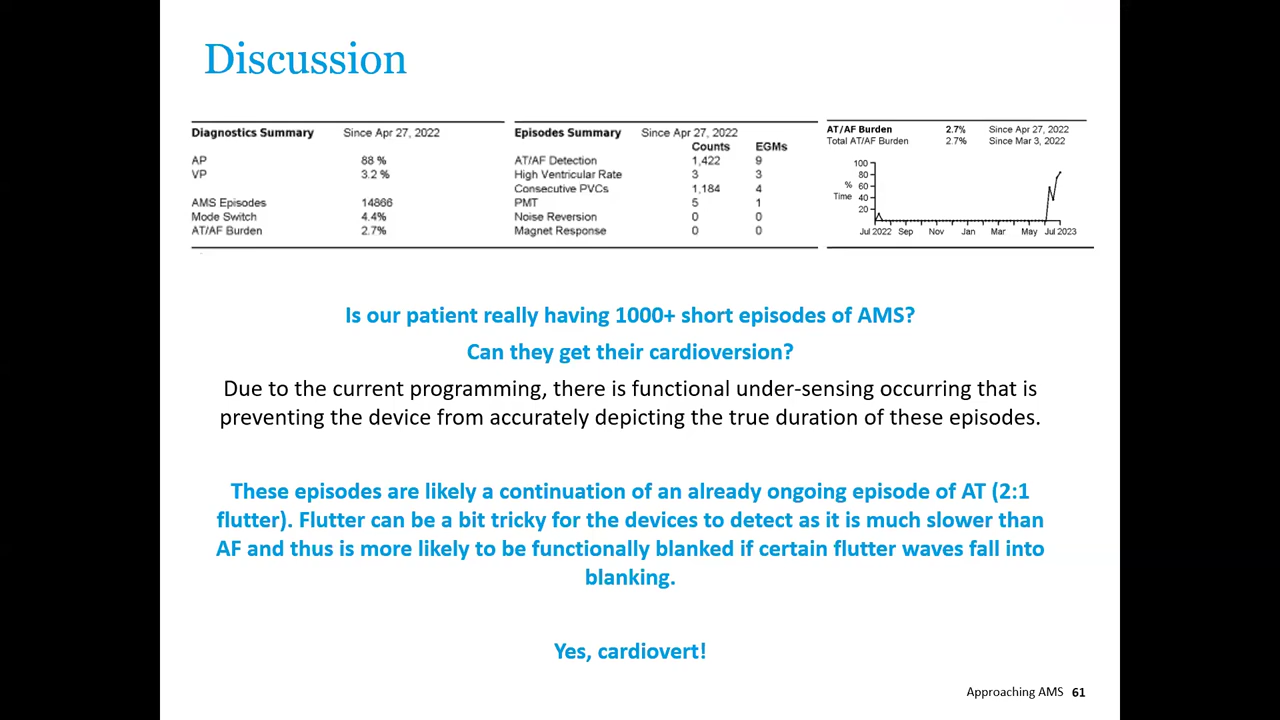 Discussion
Diagnostics Summary Since Apr 27, 2022
AP 88 %
VP 3.2 %
AMS Episodes 14866
Mode Switch 4.4%
AT/AF Burden 2.7%
Episodes Summary Since Apr 27, 2022
Counts EGMs
AT/AF Detection 1,422 9
High Ventricular Rate 3 3
Consecutive PVCs 1,184 4
PMT 5 1
Noise Reversion 0 0
Magnet Response 0 0
AT/AF Burden 2.7% Since Apr 27, 2022
Total AT/AF Burden 2.7% Since Mar 3, 2022
100
80
% 60
Time 40
20
Jul 2022 Sep Nov Jan Mar May Jul 2023
Is our patient really having 1000+ short episodes of AMS?
Can they get their cardioversion?
Due to the current programming, there is functional under-sensing occurring that is
preventing the device from accurately depicting the true duration of these episodes.
These episodes are likely a continuation of an already ongoing episode of AT (2:1
flutter). Flutter can be a bit tricky for the devices to detect as it is much slower than
AF and thus is more likely to be functionally blanked if certain flutter waves fall into
blanking.
Yes, cardiovert!
Approaching AMS 61